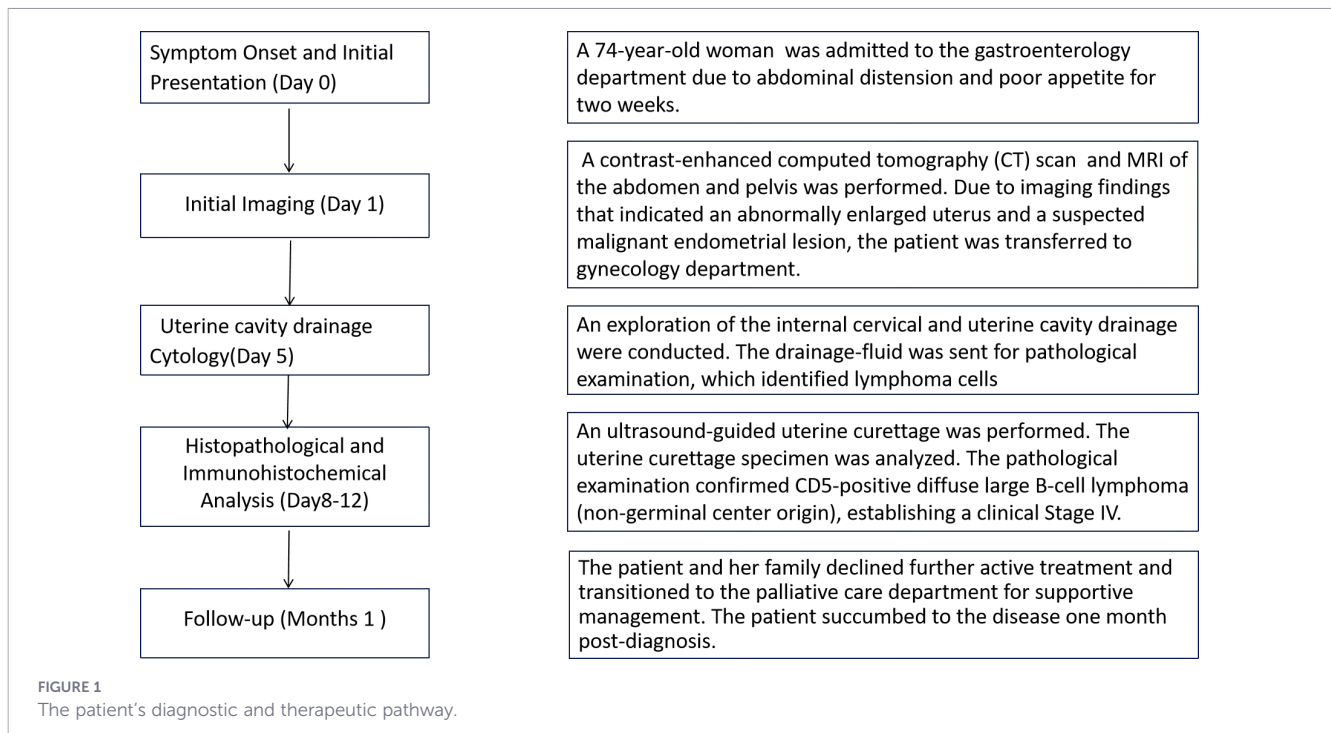 Symptom Onset and Initial
Presentation (Day 0)
A 74-year-old woman was admitted to the gastroenterology
department due to abdominal distension and poor appetite for
two weeks.
Initial Imaging (Day 1)
A contrast-enhanced computed tomography (CT) scan and MRI of
the abdomen and pelvis was performed. Due to imaging findings
that indicated an abnormally enlarged uterus and a suspected
malignant endometrial lesion, the patient was transferred to
gynecology department.
Uterine cavity drainage
Cytology(Day 5)
An exploration of the internal cervical and uterine cavity drainage
were conducted. The drainage-fluid was sent for pathological
examination, which identified lymphoma cells
Histopathological and
Immunohistochemical
Analysis (Day8-12)
An ultrasound-guided uterine curettage was performed. The
uterine curettage specimen was analyzed. The pathological
examination confirmed CD5-positive diffuse large B-cell lymphoma
(non-germinal center origin), establishing a clinical Stage IV.
Follow-up (Months 1 )
The patient and her family declined further active treatment and
transitioned to the palliative care department for supportive
management. The patient succumbed to the disease one month
post-diagnosis.
FIGURE 1
The patient's diagnostic and therapeutic pathway.